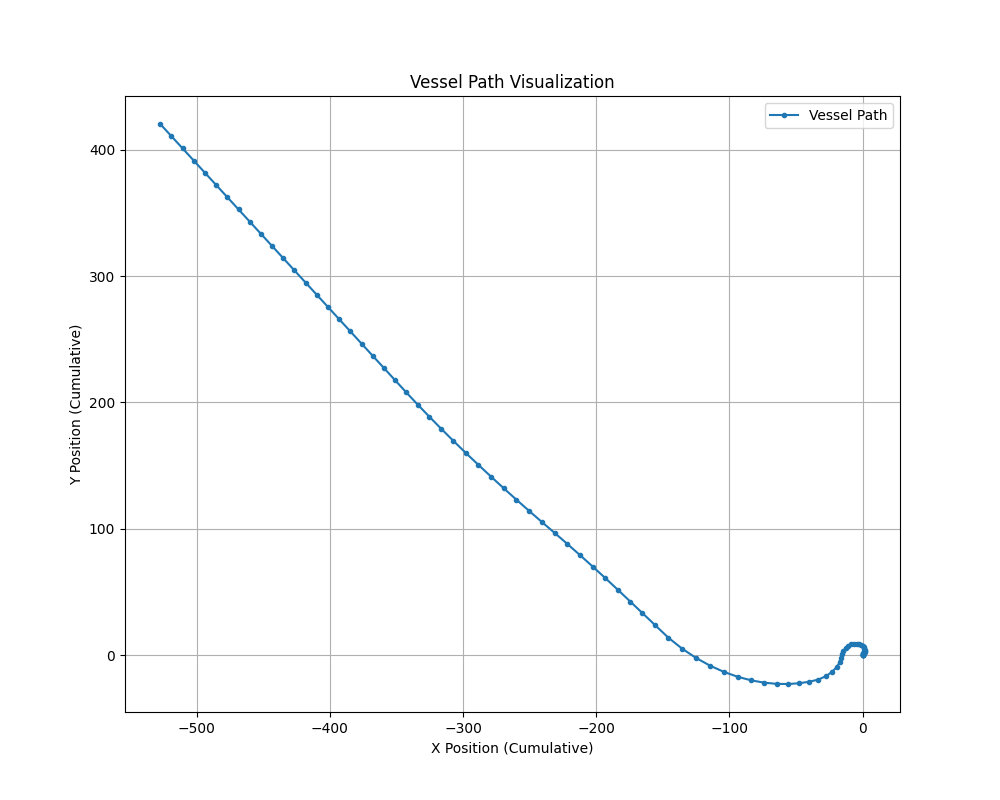 Vessel Path Visualization
Vessel Path
Y Position (Cumulative)
400
300
200
100
0
−500
−400
−300
−200
−100
0
X Position (Cumulative)